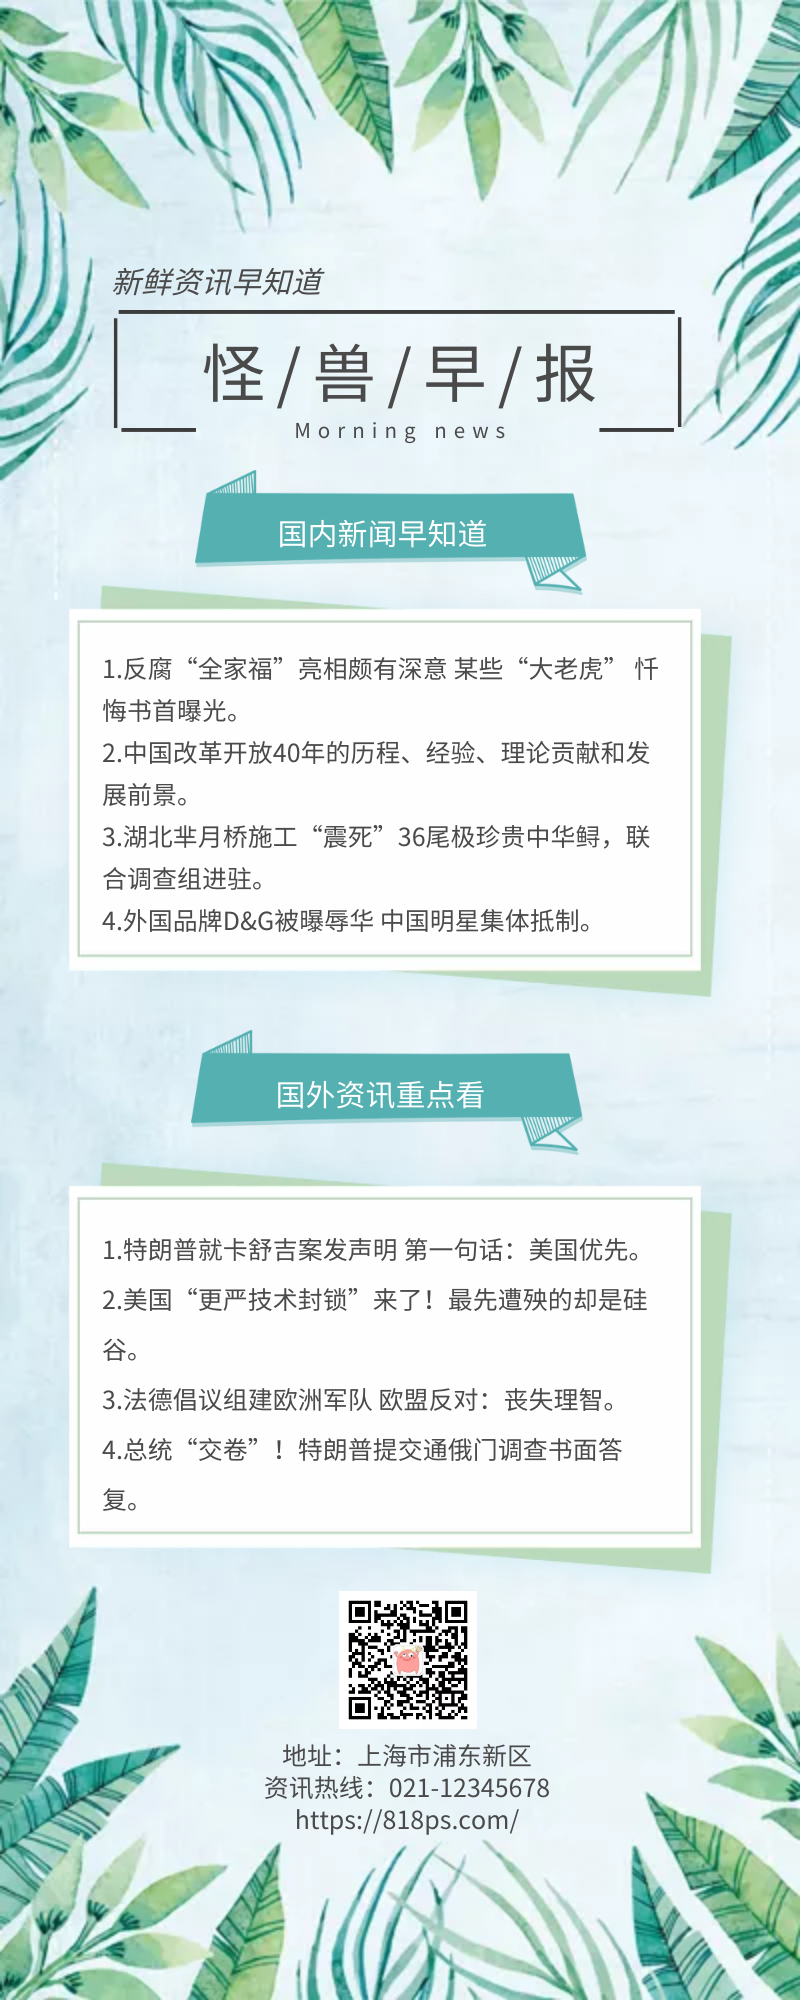 新鲜资讯早知道
怪/兽/早/报
Morning news
国内新闻早知道
1.反腐“全家福”亮相颇有深意 某些“大老虎” 忏
悔书首曝光。
2.中国改革开放40年的历程、经验、理论贡献和发
展前景。
3.湖北芈月桥施工“震死”36尾极珍贵中华鲟，联
合调查组进驻。
4.外国品牌D&G被曝辱华 中国明星集体抵制。
国外资讯重点看
1.特朗普就卡舒吉案发声明 第一句话：美国优先。
2.美国“更严技术封锁”来了！最先遭殃的却是硅
谷。
3.法德倡议组建欧洲军队 欧盟反对：丧失理智。
4.总统“交卷”！特朗普提交通俄门调查书面答
复。
地址：上海市浦东新区
资讯热线：021-12345678
https://818ps.com/